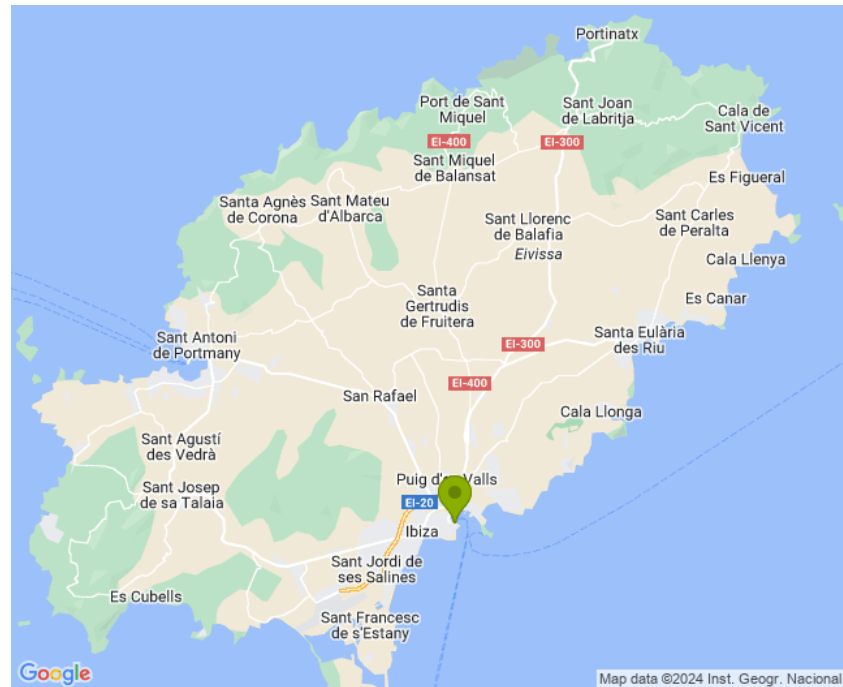 Portinatx
Port de Sant
Miquel
Sant Joan
de Labritja
Cala de
Sant Vicent
EI-400
EI-300
Sant Miquel
de Balansat
Es Figueral
Santa Agnès
de Corona
Sant Mateu
d'Albarca
Sant Llorenc
de Balafia
Eivissa
Sant Carles
de Peralta
Cala Llenya
Santa
Gertrudis
de Fruitera
Es Canar
Sant Antoni
de Portmany
Santa Eulària
des Riu
EI-300
EI-400
San Rafael
Cala Llonga
Sant Agustí
des Vedrà
Puig d' Valls
Sant Josep
de sa Talaia
EI-20
Ibiza
Sant Jordi de
ses Salines
Es Cubells
Sant Francesc
de s'Estany
Google
Map data ©2024 Inst. Geogr. Nacional